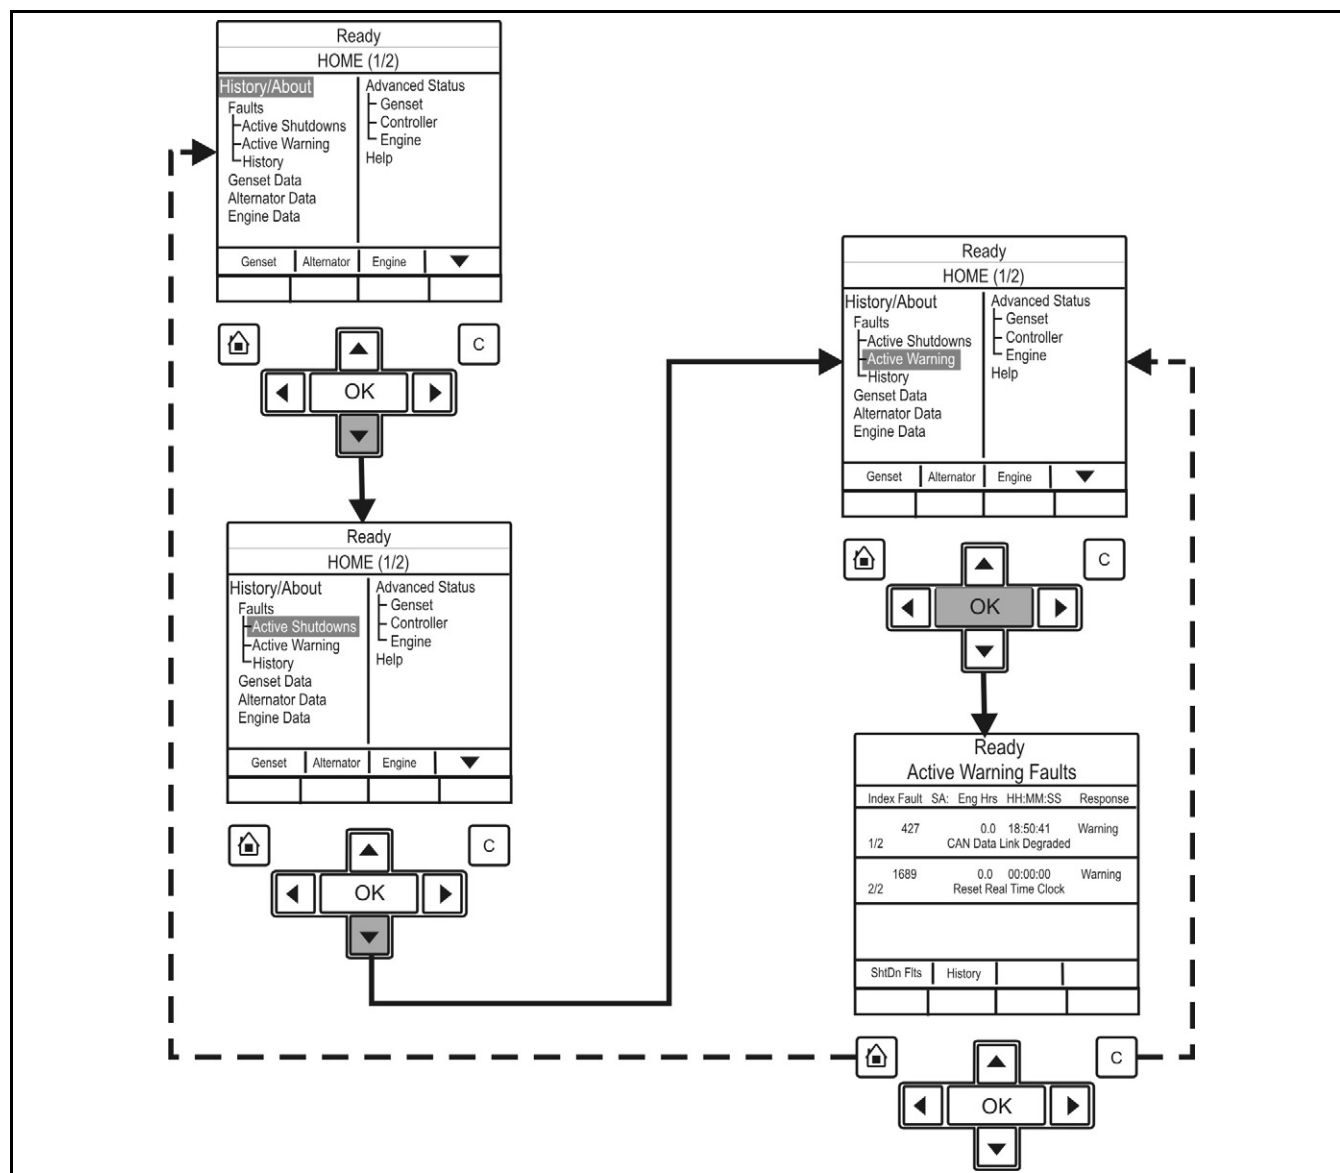 Ready
HOME (1/2)
History/About
Faults
Active Shutdowns
Active Warning
History
Genset Data
Alternator Data
Engine Data
Advanced Status
Genset
Controller
Engine
Help
Genset Alternator Engine
C
OK
Ready
HOME (1/2)
History/About
Faults
Active Shutdowns
Active Warning
History
Genset Data
Alternator Data
Engine Data
Advanced Status
Genset
Controller
Engine
Help
Genset Alternator Engine
C
OK
Ready
HOME (1/2)
History/About
Faults
Active Shutdowns
Active Warning
History
Genset Data
Alternator Data
Engine Data
Advanced Status
Genset
Controller
Engine
Help
Genset Alternator Engine
C
OK
Ready
Active Warning Faults
Index Fault SA: Eng Hrs HH:MM:SS Response
427 0.0 18:50:41 Warning
1/2 CAN Data Link Degraded
1689 0.0 00:00:00 Warning
2/2 Reset Real Time Clock
ShtDn Flts History
C
OK